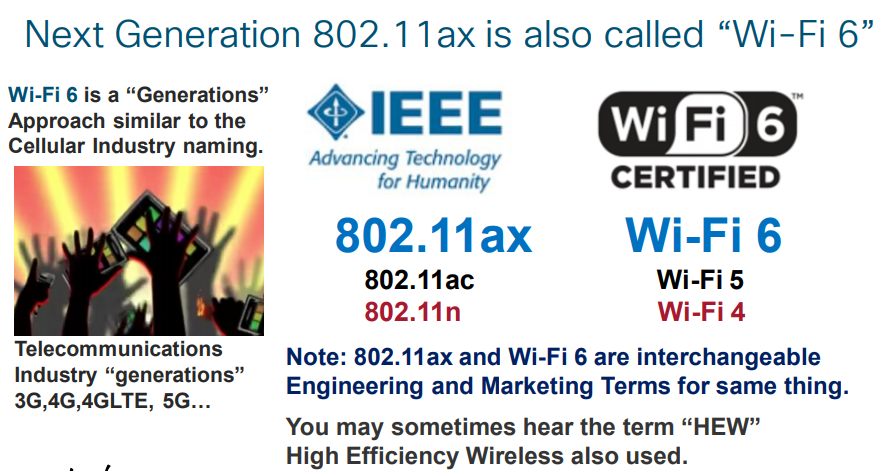 Next Generation 802.11ax is also called “Wi-Fi 6”
Wi-Fi 6 is a “Generations”
Approach similar to the
Cellular Industry naming.
Telecommunications
Industry “generations”
3G,4G,4GLTE, 5G…
IEEE
Advancing Technology
for Humanity
Wi Fi 6™
CERTIFIED
802.11ax Wi-Fi 6
802.11ac Wi-Fi 5
802.11n Wi-Fi 4
Note: 802.11ax and Wi-Fi 6 are interchangeable
Engineering and Marketing Terms for same thing.
You may sometimes hear the term “HEW”
High Efficiency Wireless also used.